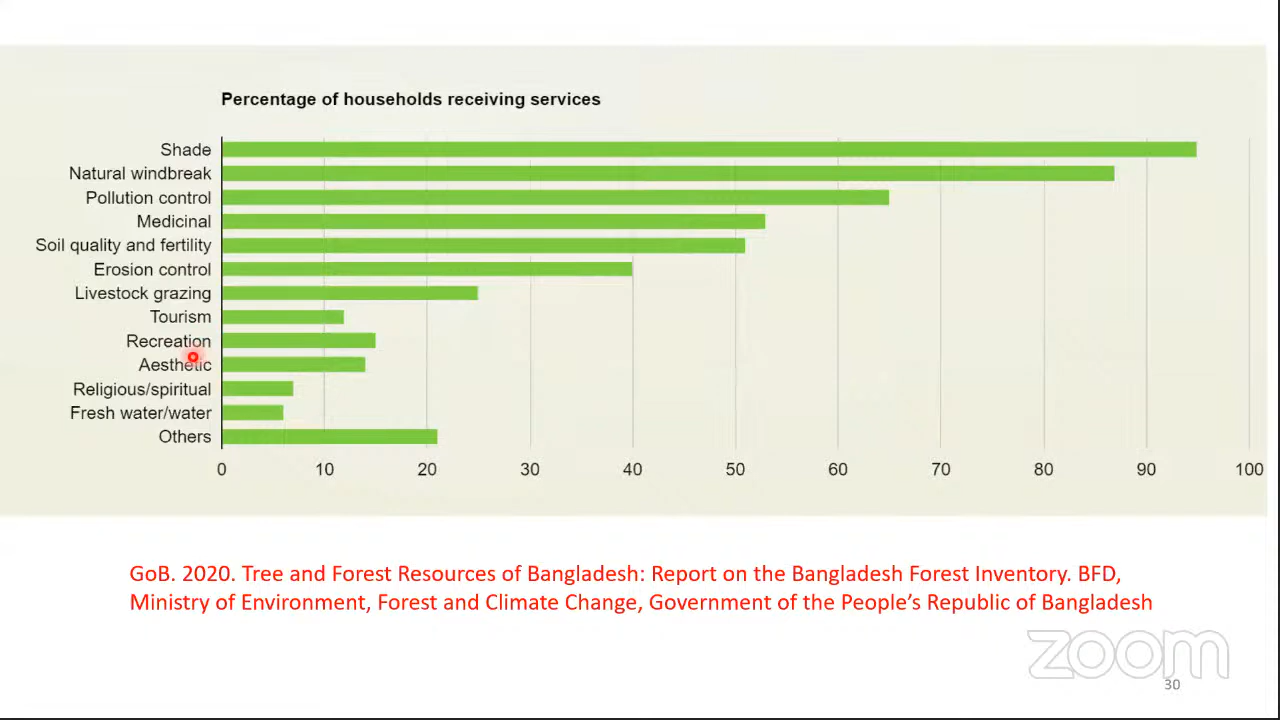 Percentage of households receiving services
Shade
Natural windbreak
Pollution control
Medicinal
Soil quality and fertility
Erosion control
Livestock grazing
Tourism
Recreation
Aesthetic
Religious/spiritual
Fresh water/water
Others
0 10 20 30 40 50 60 70 80 90 100
GoB. 2020. Tree and Forest Resources of Bangladesh: Report on the Bangladesh Forest Inventory. BFD,
Ministry of Environment, Forest and Climate Change, Government of the People's Republic of Bangladesh
zoom
30